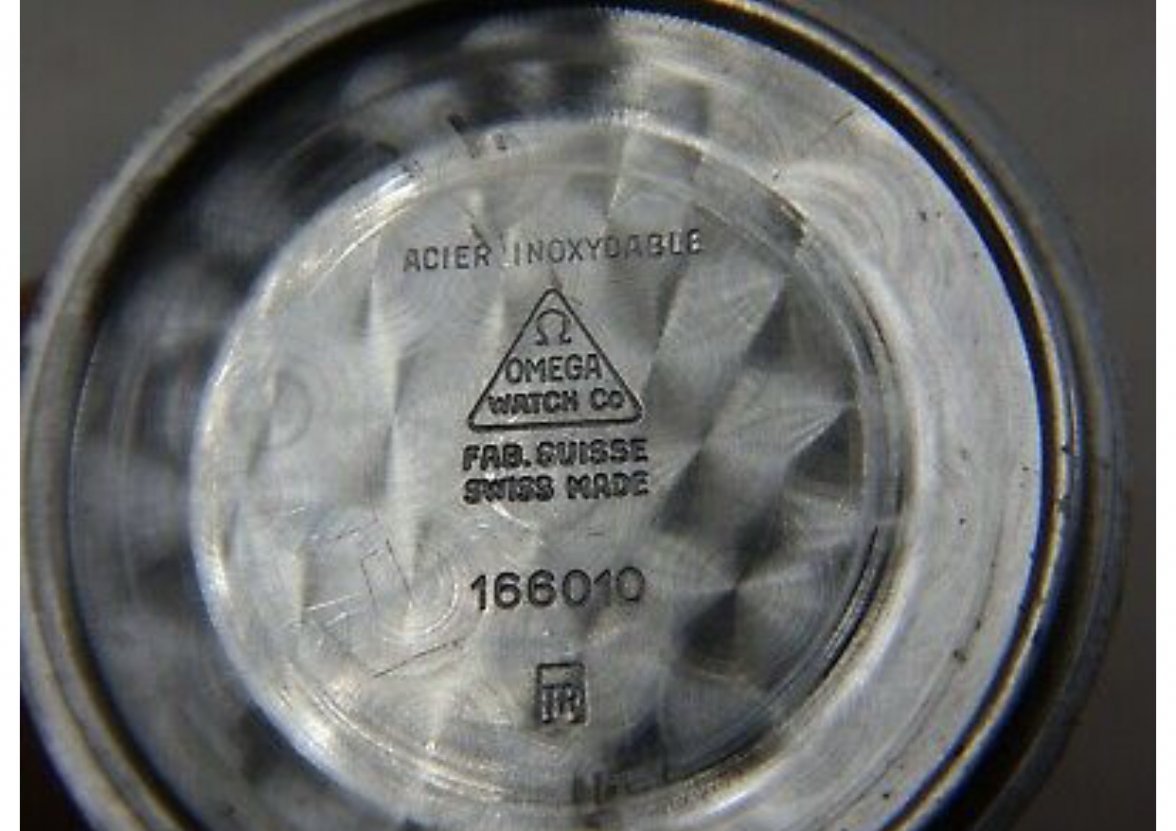 ACIER INOXYDABLE
Ω
OMEGA
WATCH Co
FAB. SUISSE
SWISS MADE
166010